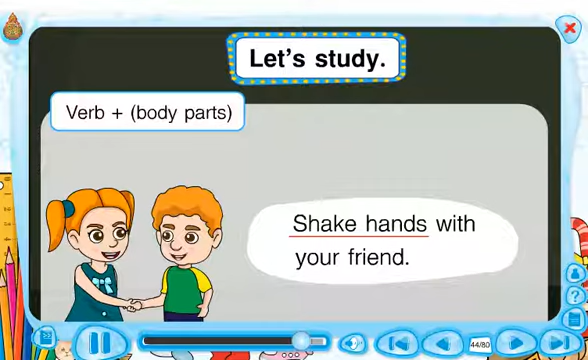 Let's study.
Verb + (body parts)
Shake hands with
your friend.
44/80